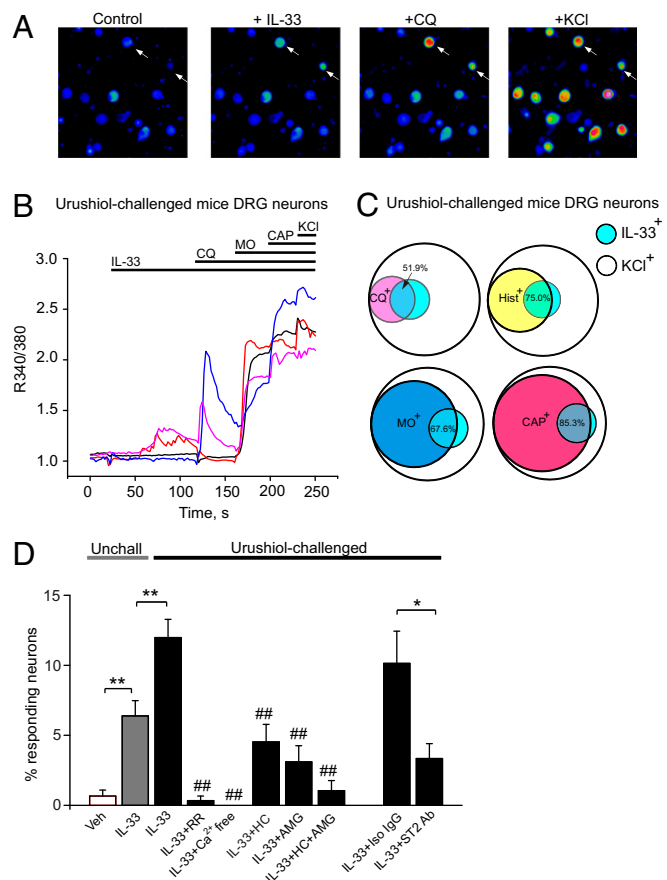 A
Control
+ IL-33
+CQ
+KCl
B
Urushiol-challenged mice DRG neurons
KCl
CAP
MO
CQ
IL-33
3.0
2.5
2.0
1.5
1.0
R340/380
0
50
100
150
200
250
Time, s
C
Urushiol-challenged mice DRG neurons
IL-33+
KCl+
51.9%
CQ+
Hist+
75.0%
MO+
67.6%
CAP+
85.3%
D
Unchall
Urushiol-challenged
15
10
5
0
% responding neurons
**
**
##
##
##
##
##
*
Veh
IL-33
IL-33
IL-33+RR
IL-33+Ca2+ free
IL-33+HC
IL-33+AMG
IL-33+HC+AMG
IL-33+Iso IgG
IL-33+ST2 Ab